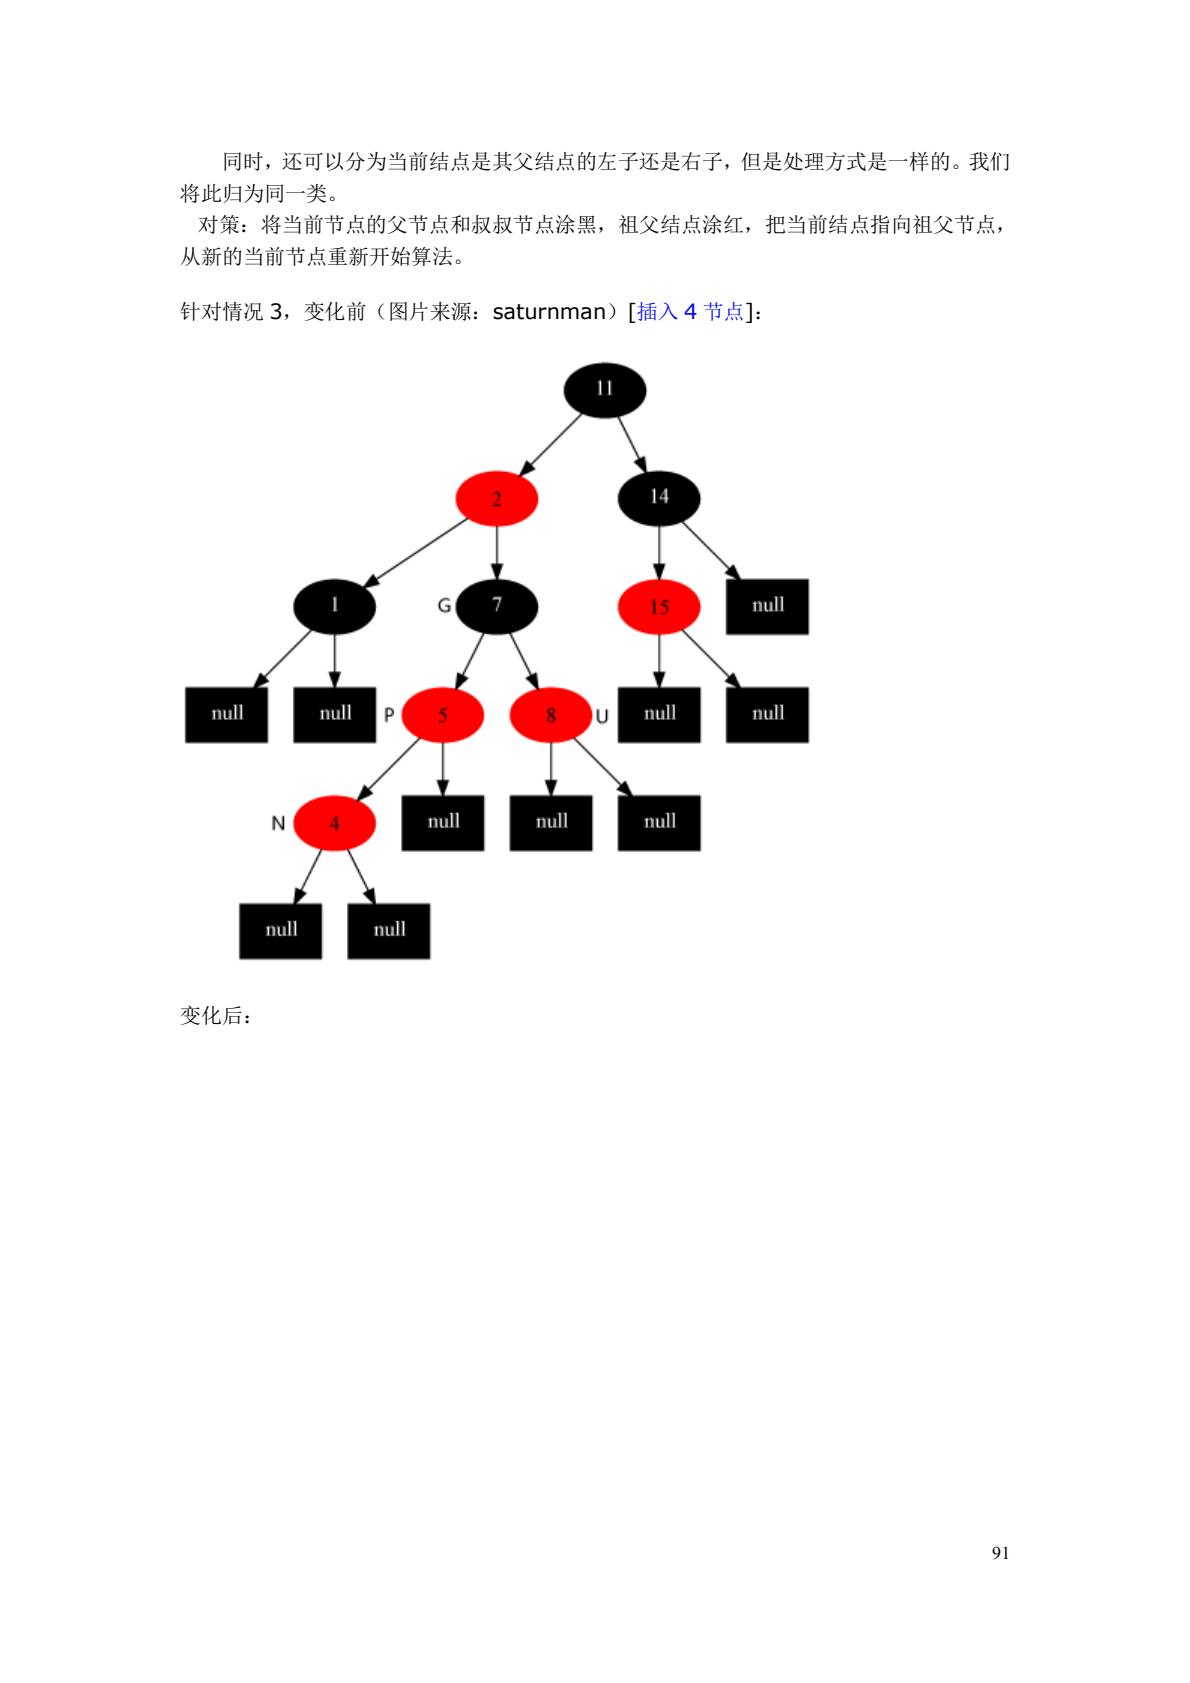 同时，还可以分为当前结点是其父结点的左子还是右子，但是处理方式是一样的。我们
将此归为同一类。
对策：将当前节点的父节点和叔叔节点涂黑，祖父结点涂红，把当前结点指向祖父节点，
从新的当前节点重新开始算法。
针对情况 3，变化前（图片来源：saturnman）[插入 4 节点]：
11
2
14
1
G
7
15
null
null
null
P
5
8
U
null
null
N
4
null
null
null
null
null
变化后：
91